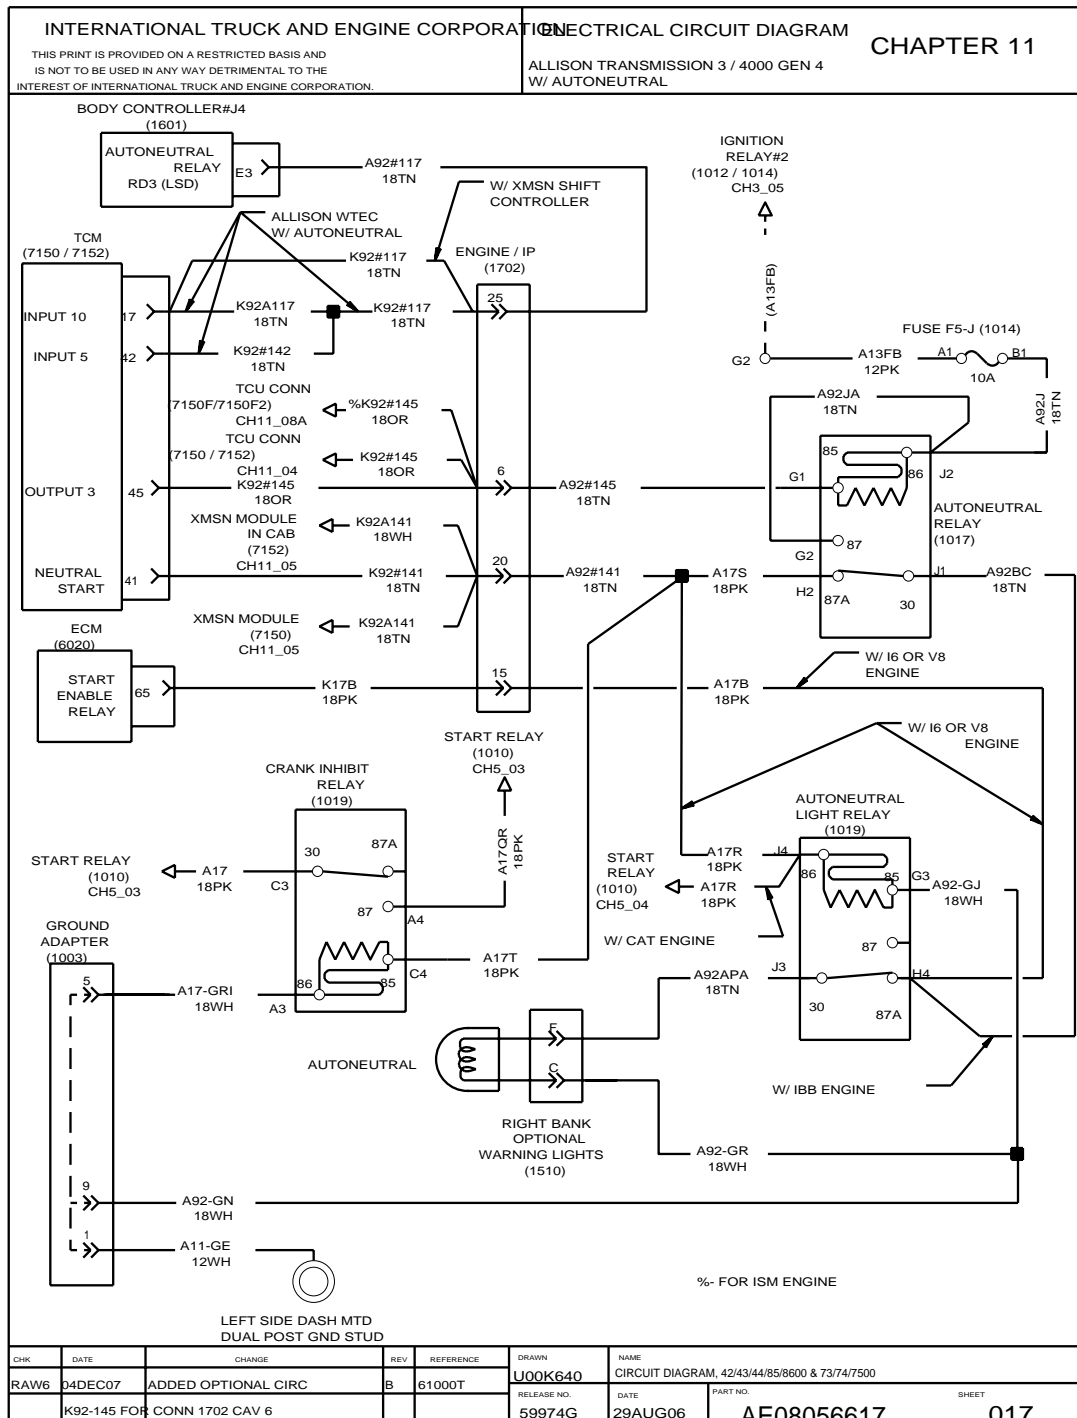 INTERNATIONAL TRUCK AND ENGINE CORPORATION
THIS PRINT IS PROVIDED ON A RESTRICTED BASIS AND
IS NOT TO BE USED IN ANY WAY DETRIMENTAL TO THE
INTEREST OF INTERNATIONAL TRUCK AND ENGINE CORPORATION.
ELECTRICAL CIRCUIT DIAGRAM
ALLISON TRANSMISSION 3 / 4000 GEN 4
W/ AUTONEUTRAL
CHAPTER 11
BODY CONTROLLER#J4
(1601)
AUTONEUTRAL
RELAY
RD3 (LSD)
E3
A92#117
18TN
W/ XMSN SHIFT
CONTROLLER
IGNITION
RELAY#2
(1012 / 1014)
CH3_05
(A13FB)
ALLISON WTEC
W/ AUTONEUTRAL
TCM
(7150 / 7152)
K92#117
18TN
ENGINE / IP
(1702)
INPUT 10
17
K92A117
18TN
K92#117
18TN
25
INPUT 5
42
K92#142
18TN
FUSE F5-J (1014)
G2
A13FB
12PK
A1
B1
10A
A92J
18TN
TCU CONN
(7150F/7150F2)
CH11_08A
%K92#145
18OR
A92JA
18TN
TCU CONN
(7150 / 7152)
CH11_04
K92#145
18OR
OUTPUT 3
45
K92#145
18OR
6
A92#145
18TN
G1
85
86
J2
AUTONEUTRAL
RELAY
(1017)
XMSN MODULE
IN CAB
(7152)
CH11_05
K92A141
18WH
G2
87
NEUTRAL
START
41
K92#141
18TN
20
A92#141
18TN
A17S
18PK
H2
87A
30
J1
A92BC
18TN
XMSN MODULE
(7150)
CH11_05
K92A141
18TN
ECM
(6020)
START
ENABLE
RELAY
65
K17B
18PK
15
A17B
18PK
W/ I6 OR V8
ENGINE
W/ I6 OR V8
ENGINE
START RELAY
(1010)
CH5_03
A17QR
18PK
CRANK INHIBIT
RELAY
(1019)
30
87A
START RELAY
(1010)
CH5_03
A17
18PK
C3
87
A4
AUTONEUTRAL
LIGHT RELAY
(1019)
START
RELAY
(1010)
CH5_04
A17R
18PK
A17R
18PK
J4
86
85
G3
A92-GJ
18WH
W/ CAT ENGINE
87
GROUND
ADAPTER
(1003)
5
A17-GRI
18WH
A3
86
85
C4
A17T
18PK
A92APA
18TN
J3
30
87A
H4
AUTONEUTRAL
F
C
RIGHT BANK
OPTIONAL
WARNING LIGHTS
(1510)
W/ IBB ENGINE
A92-GR
18WH
9
A92-GN
18WH
1
A11-GE
12WH
LEFT SIDE DASH MTD
DUAL POST GND STUD
%- FOR ISM ENGINE
CHK DATE CHANGE REV REFERENCE
RAW6 04DEC07 ADDED OPTIONAL CIRC B 61000T
K92-145 FOR CONN 1702 CAV 6
DRAWN
U00K640
NAME
CIRCUIT DIAGRAM, 42/43/44/85/8600 & 73/74/7500
RELEASE NO.
59974G
DATE
29AUG06
PART NO.
AE08056617
SHEET
017